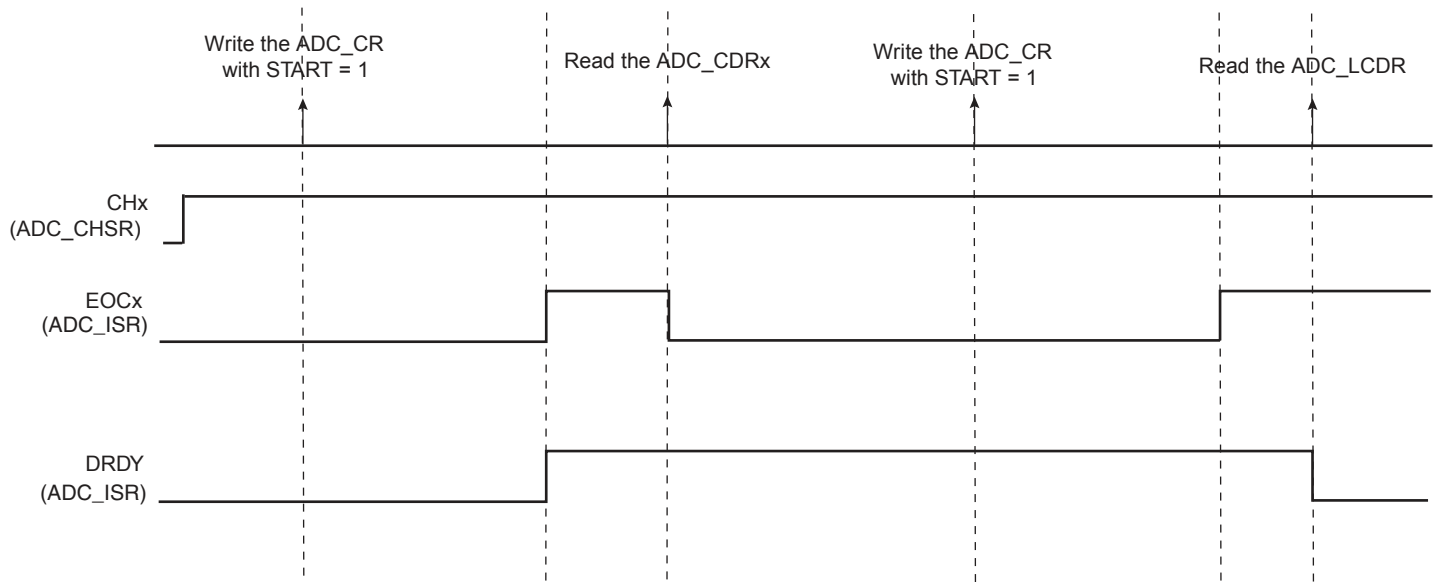 Write the ADC_CR
with START = 1
Read the ADC_CDRx
Write the ADC_CR
with START = 1
Read the ADC_LCDR
CHx
(ADC_CHSR)
EOCx
(ADC_ISR)
DRDY
(ADC_ISR)